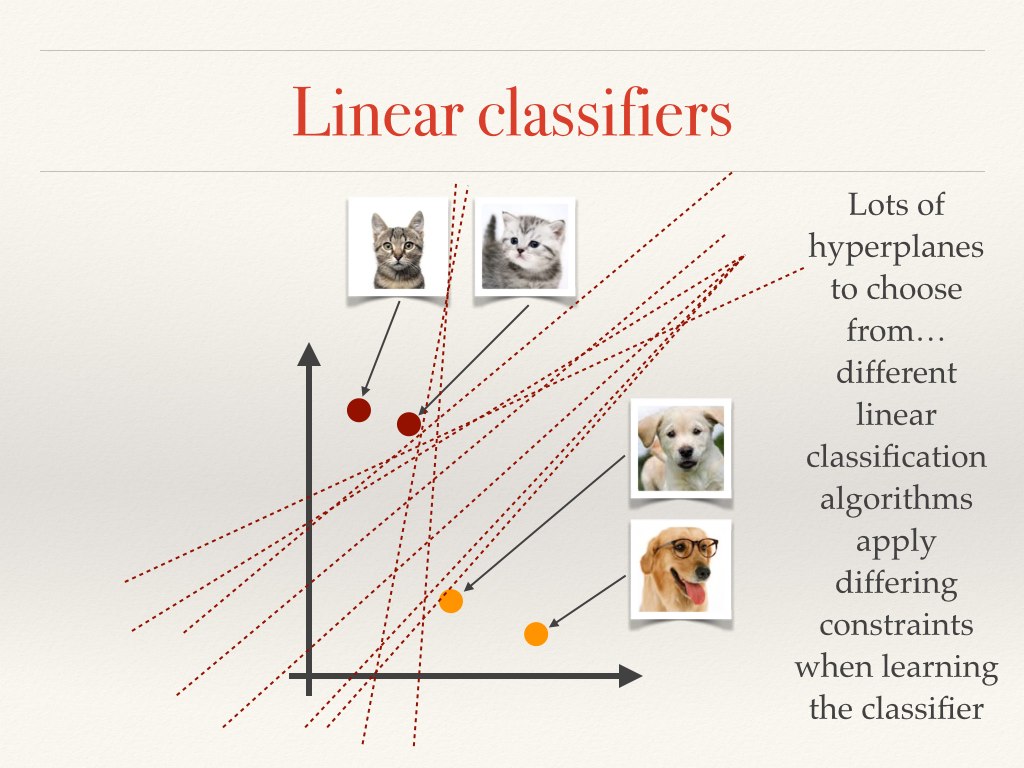 Linear classifiers
Lots of
hyperplanes
to choose
from…
different
linear
classification
algorithms
apply
differing
constraints
when learning
the classifier